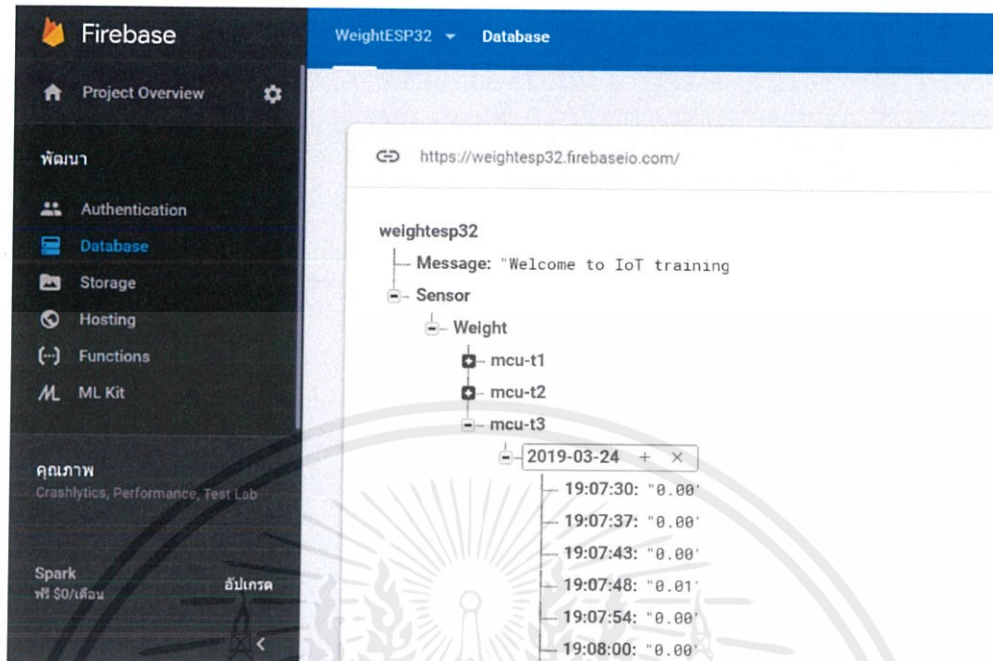 Firebase
WeightESP32 Database
Project Overview
พัฒนา
Authentication
Database
Storage
Hosting
Functions
ML Kit
คุณภาพ
Crashlytics, Performance, Test Lab
Spark
ฟรี $0/เดือน
อัปเกรด
https://weightesp32.firebaseio.com/
weightesp32
Message: "Welcome to IoT training
Sensor
Weight
mcu-t1
mcu-t2
mcu-t3
2019-03-24 + ×
19:07:30: "0.00'
19:07:37: "0.00'
19:07:43: "0.00'
19:07:48: "0.01'
19:07:54: "0.00'
19:08:00: "0.00'